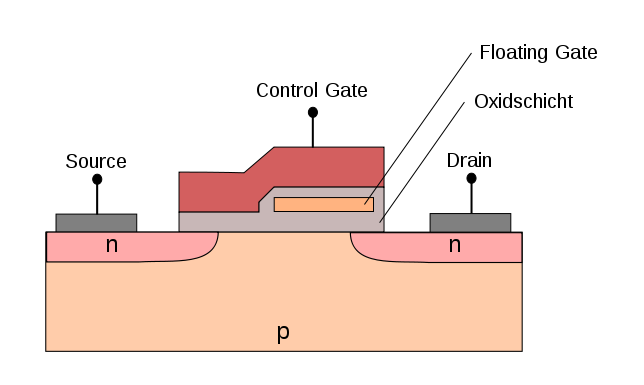 Floating Gate
Control Gate
Oxidschicht
Source
Drain
n
n
p